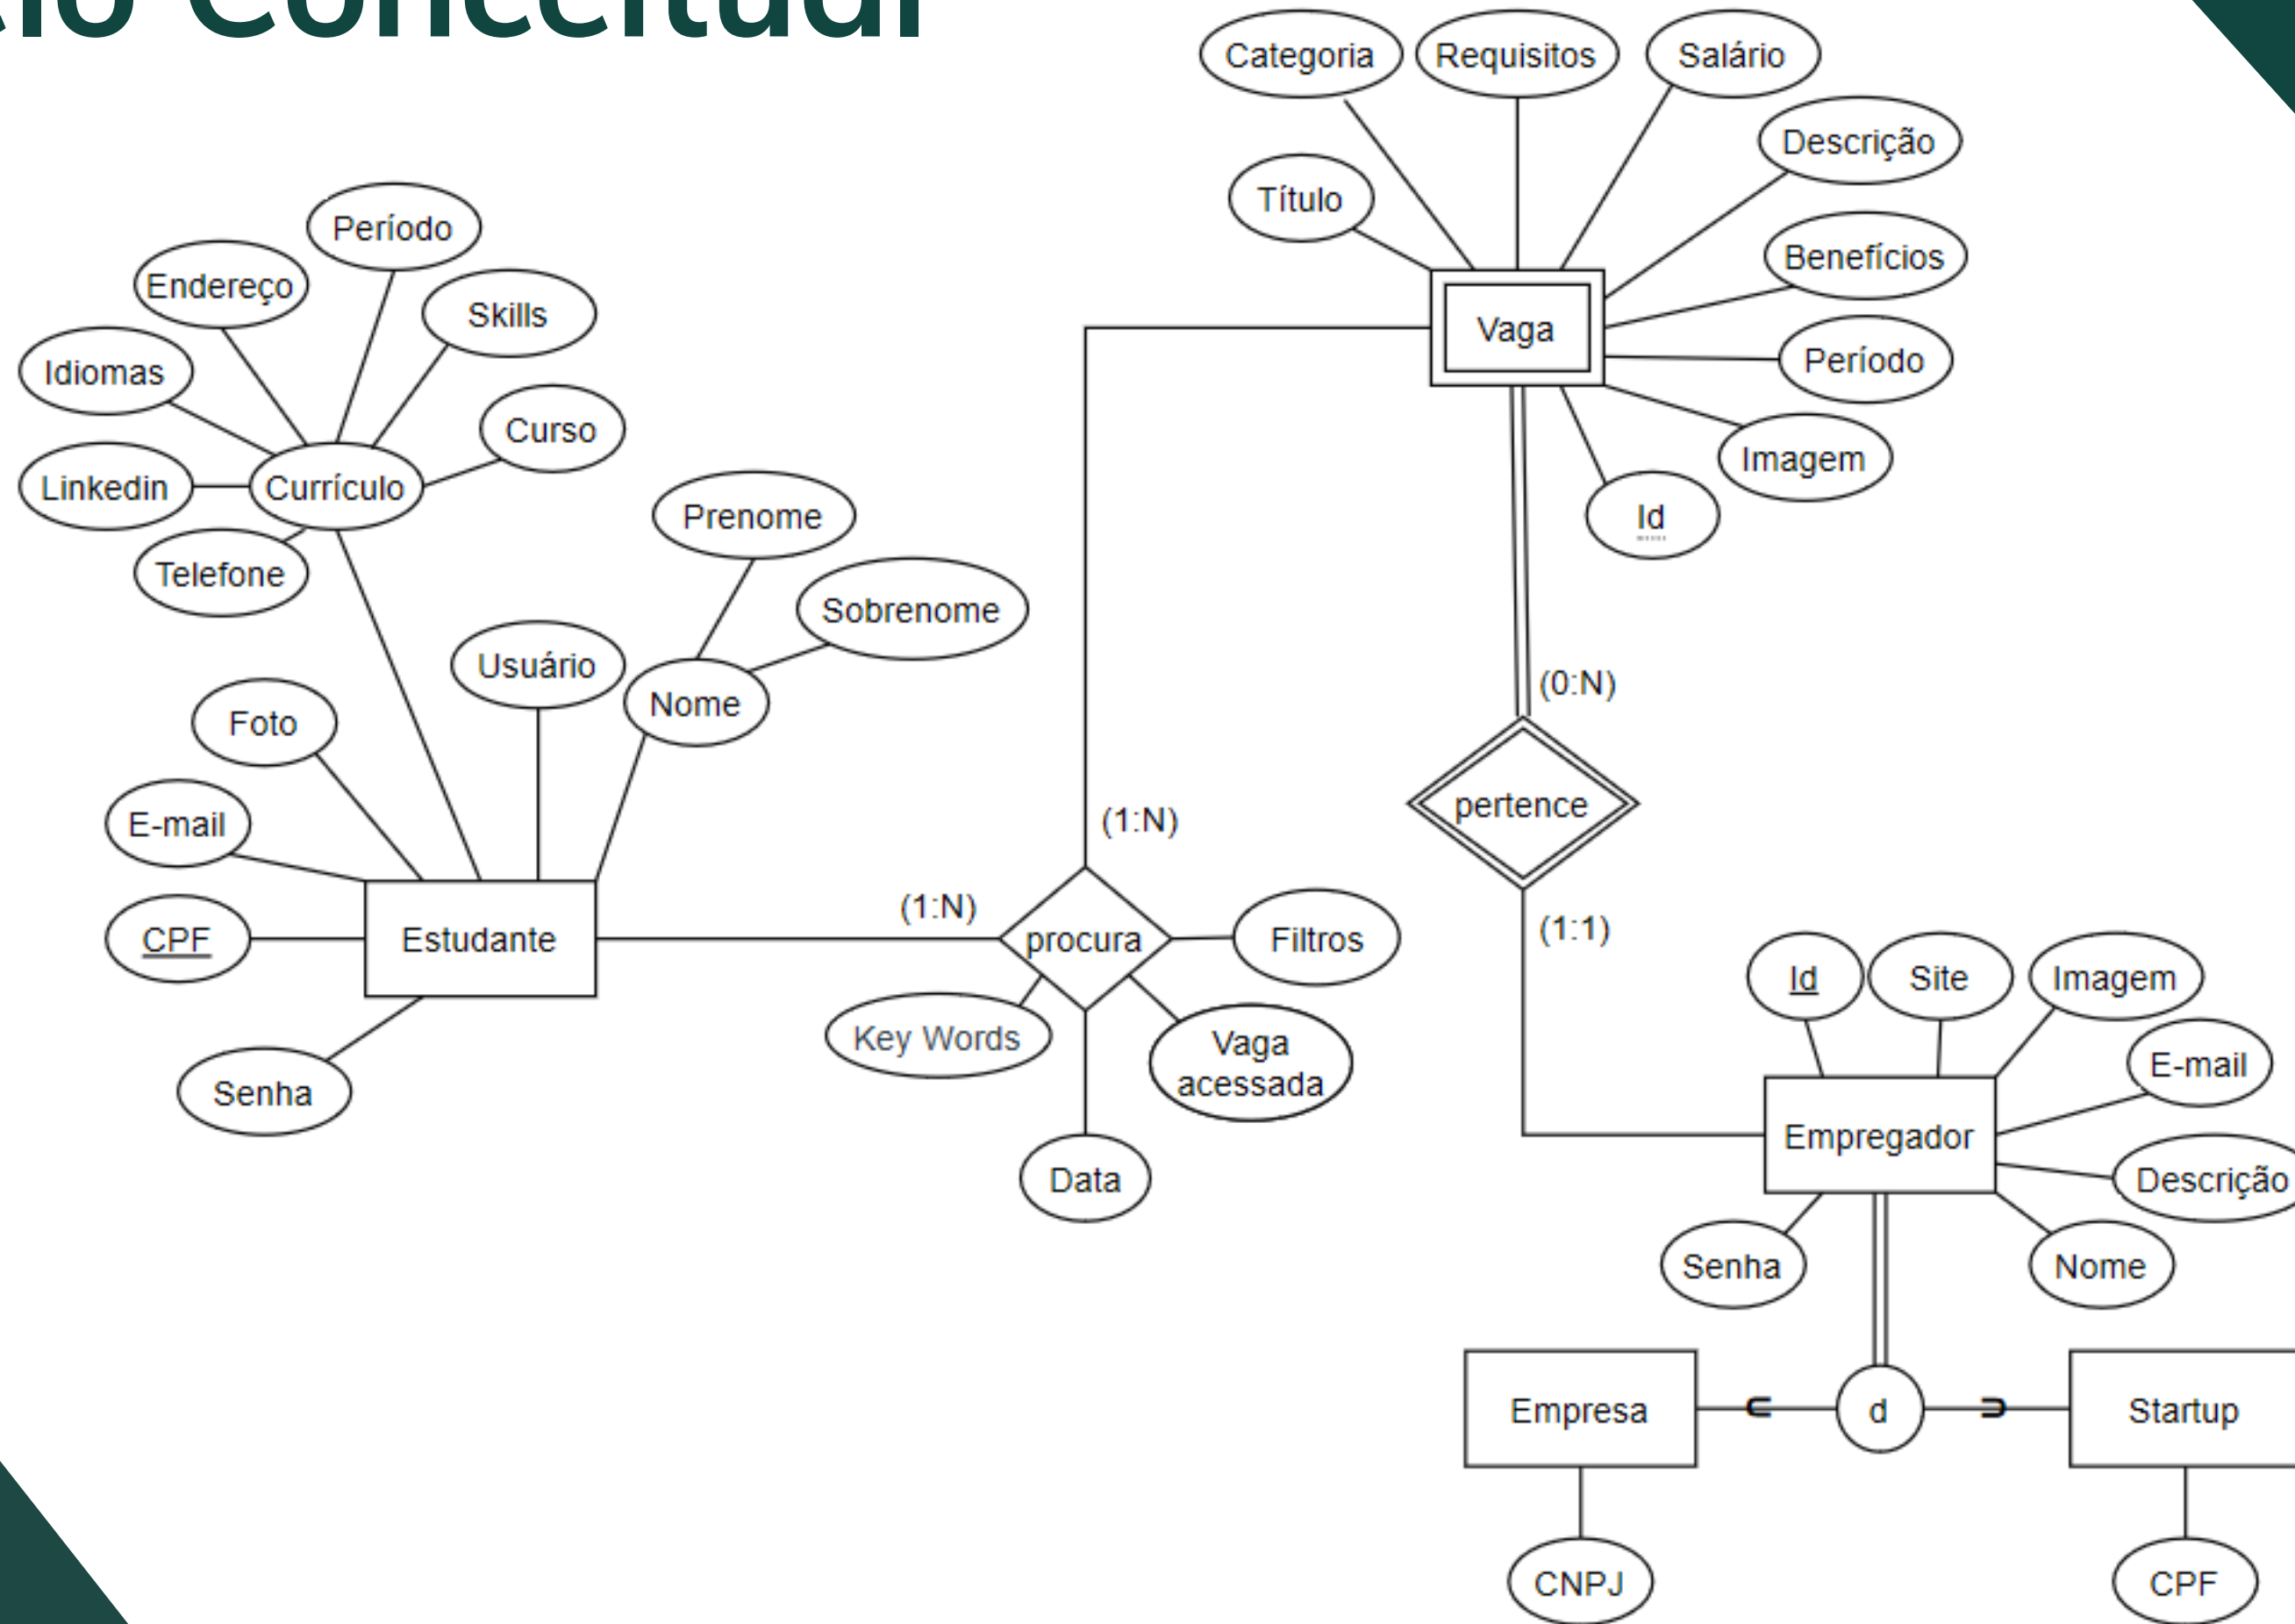 Conceitual
Categoria
Requisitos
Salário
Descrição
Título
Benefícios
Vaga
Período
Imagem
Id
Período
Endereço
Skills
Idiomas
Curso
Linkedin
Currículo
Telefone
Prenome
Sobrenome
Usuário
Nome
Foto
E-mail
CPF
Estudante
Senha
(0:N)
pertence
(1:1)
(1:N)
(1:N)
procura
Filtros
Key Words
Vaga
acessada
Data
Id
Site
Imagem
E-mail
Empregador
Descrição
Senha
Nome
Empresa
d
Startup
CNPJ
CPF